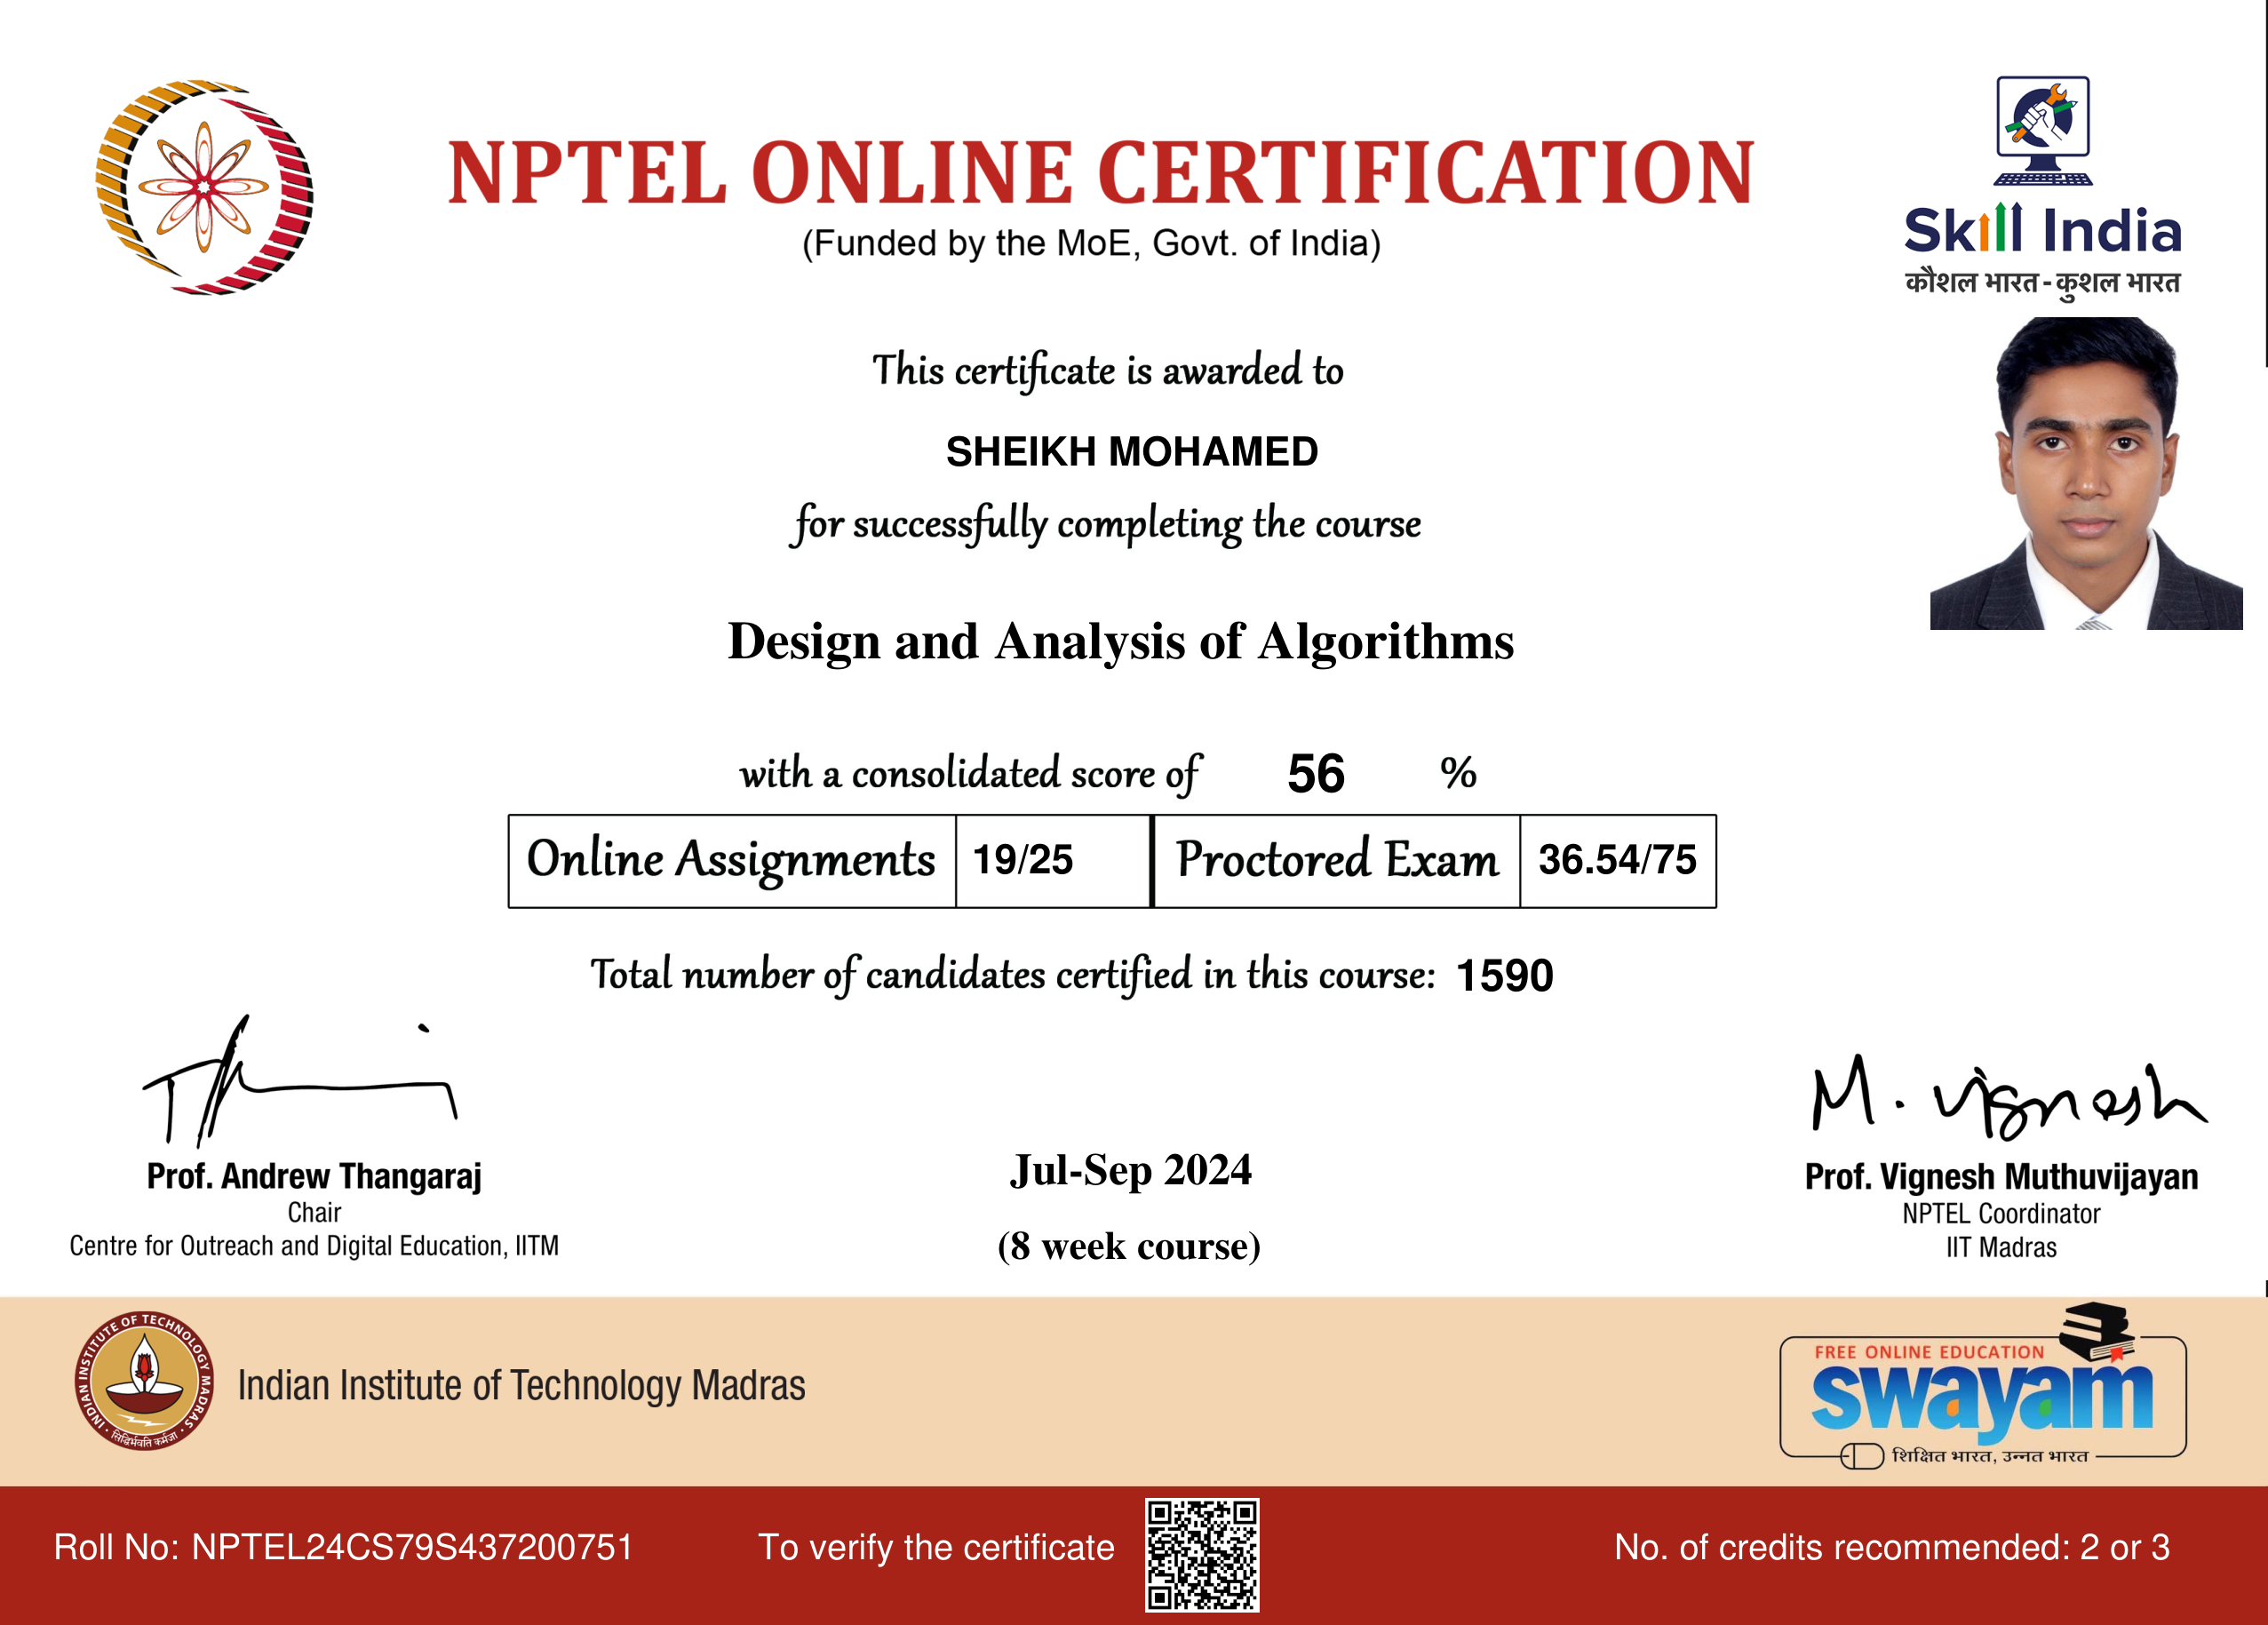 NPTEL ONLINE CERTIFICATION
(Funded by the MoE, Govt. of India)
Skill India
कौशल भारत - कुशल भारत
This certificate is awarded to
SHEIKH MOHAMED
for successfully completing the course
Design and Analysis of Algorithms
with a consolidated score of 56 %
Online Assignments 19/25 Proctored Exam 36.54/75
Total number of candidates certified in this course: 1590
M. Vignesh
Prof. Andrew Thangaraj
Chair
Centre for Outreach and Digital Education, IITM
Jul-Sep 2024
(8 week course)
Prof. Vignesh Muthuvijayan
NPTEL Coordinator
IIT Madras
INDIAN INSTITUTE OF TECHNOLOGY MADRAS
सिद्धिर्भवति कर्मजा
Indian Institute of Technology Madras
FREE ONLINE EDUCATION
swayam
शिक्षित भारत, उन्नत भारत
Roll No: NPTEL24CS79S437200751
To verify the certificate
No. of credits recommended: 2 or 3